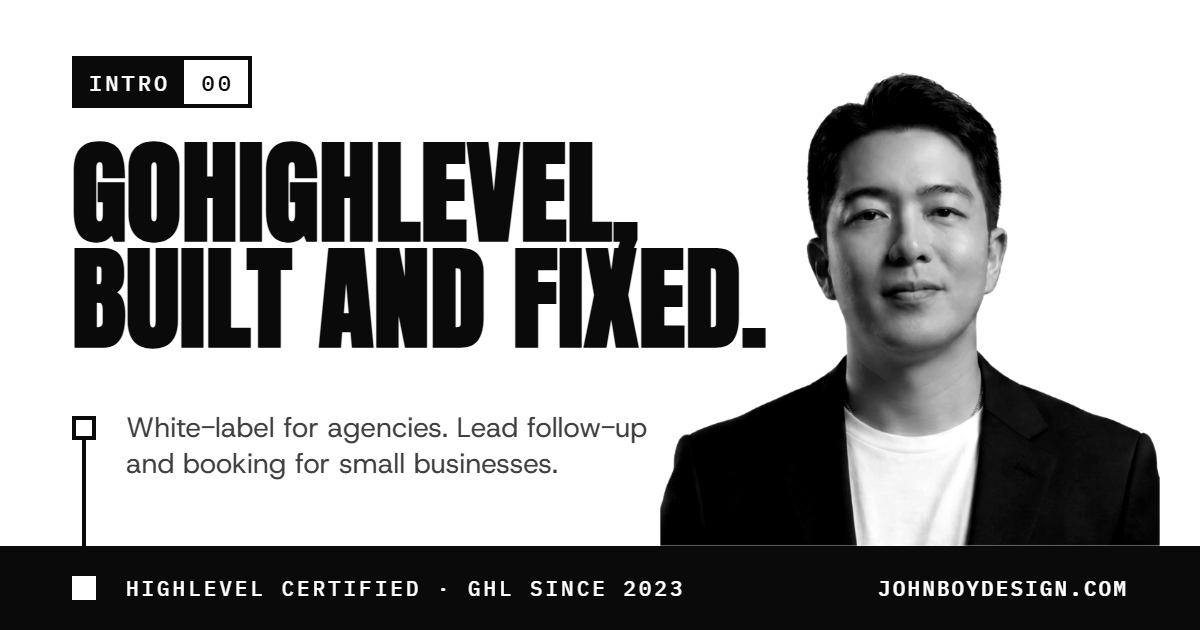 INTRO 00
GOHIGHLEVEL,
BUILT AND FIXED.
White-label for agencies. Lead follow-up
and booking for small businesses.
HIGHLEVEL CERTIFIED · GHL SINCE 2023
JOHNBOYDESIGN.COM